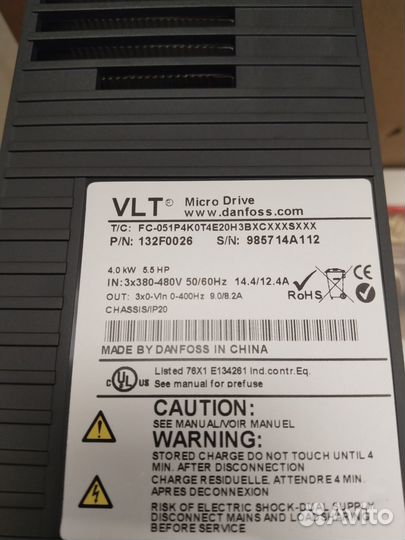 VLT® Micro Drive
www.danfoss.com
T/C: FC-051P4K0T4E20H3BXCXXXSXXX
P/N: 132F0026 S/N: 985714A112
4.0 kW 5.5 HP
IN: 3x380-480V 50/60Hz 14.4/12.4A
OUT: 3x0-Vin 0-400Hz 9.0/8.2A
CHASSIS/IP20
RoHS
MADE BY DANFOSS IN CHINA
c UL US Listed 76X1 E134261 Ind.contr.Eq.
See manual for prefuse
CAUTION:
SEE MANUAL/VOIR MANUEL
WARNING:
STORED CHARGE DO NOT TOUCH UNTIL 4
MIN. AFTER DISCONNECTION
CHARGE RESIDUELLE, ATTENDRE 4 MIN.
APRES DECONNEXION
RISK OF ELECTRIC SHOCK-DUAL SUPPLY
DISCONNECT MAINS AND LOADSHARING
BEFORE SERVICE
Avito